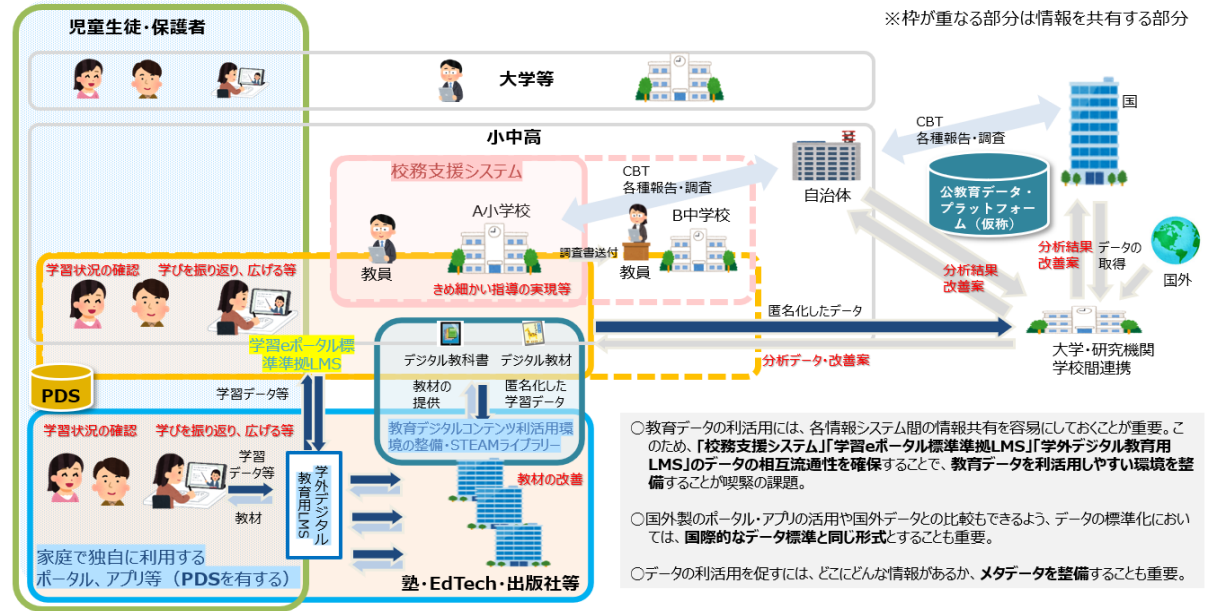 ※枠が重なる部分は情報を共有する部分
児童生徒・保護者
大学等
小中高
国
CBT
各種報告・調査
公教育データ・
プラットフォー
ム（仮称）
自治体
校務支援システム
CBT
各種報告・調査
A小学校
B中学校
教員
調査書送付
教員
きめ細かい指導の実現等
分析結果
改善案
分析結果
改善案
データの
取得
国外
大学・研究機関
学校間連携
匿名化したデータ
分析データ・改善案
学習状況の確認
学びを振り返り、広げる等
学習eポータル標
準準拠LMS
デジタル教科書
デジタル教材
PDS
学習データ等
教材の
提供
匿名化した
学習データ
教育デジタルコンテンツ利活用環
境の整備・STEAMライブラリー
学習状況の確認
学びを振り返り、広げる等
学習
データ等
教材
学外デジタル
教育用LMS
教材の改善
家庭で独自に利用する
ポータル、アプリ等（PDSを有する）
塾・EdTech・出版社等
○教育データの利活用には、各情報システム間の情報共有を容易にしておくことが重要。こ
のため、「校務支援システム」「学習eポータル標準準拠LMS」「学外デジタル教育用
LMS」のデータの相互流通性を確保することで、教育データを利活用しやすい環境を整
備することが喫緊の課題。
○国外製のポータル・アプリの活用や国外データとの比較もできるよう、データの標準化におい
ては、国際的なデータ標準と同じ形式とすることも重要。
○データの利活用を促すには、どこにどんな情報があるか、メタデータを整備することも重要。